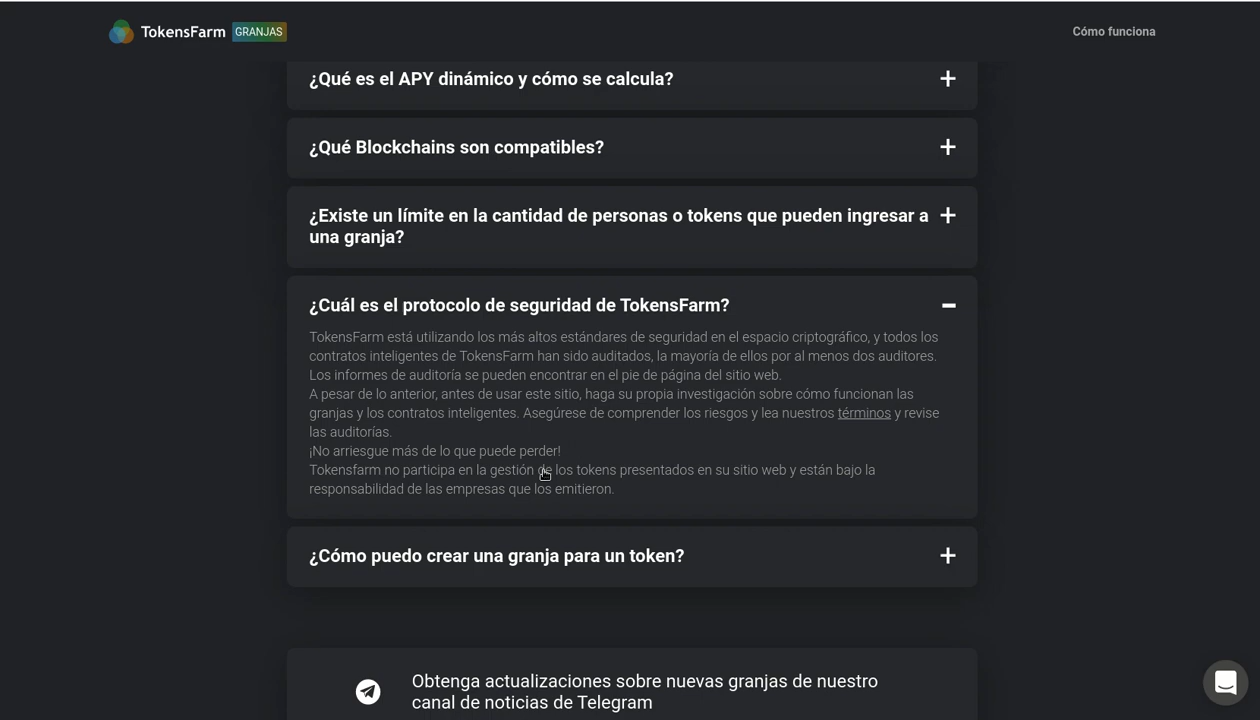 TokensFarm GRANJAS
Cómo funciona
¿Qué es el APY dinámico y cómo se calcula?
¿Qué Blockchains son compatibles?
¿Existe un límite en la cantidad de personas o tokens que pueden ingresar a
una granja?
¿Cuál es el protocolo de seguridad de TokensFarm?
TokensFarm está utilizando los más altos estándares de seguridad en el espacio criptográfico, y todos los
contratos inteligentes de TokensFarm han sido auditados, la mayoría de ellos por al menos dos auditores.
Los informes de auditoría se pueden encontrar en el pie de página del sitio web.
A pesar de lo anterior, antes de usar este sitio, haga su propia investigación sobre cómo funcionan las
granjas y los contratos inteligentes. Asegúrese de comprender los riesgos y lea nuestros términos y revise
las auditorías.
¡No arriesgue más de lo que puede perder!
Tokensfarm no participa en la gestión de los tokens presentados en su sitio web y están bajo la
responsabilidad de las empresas que los emitieron.
¿Cómo puedo crear una granja para un token?
Obtenga actualizaciones sobre nuevas granjas de nuestro
canal de noticias de Telegram